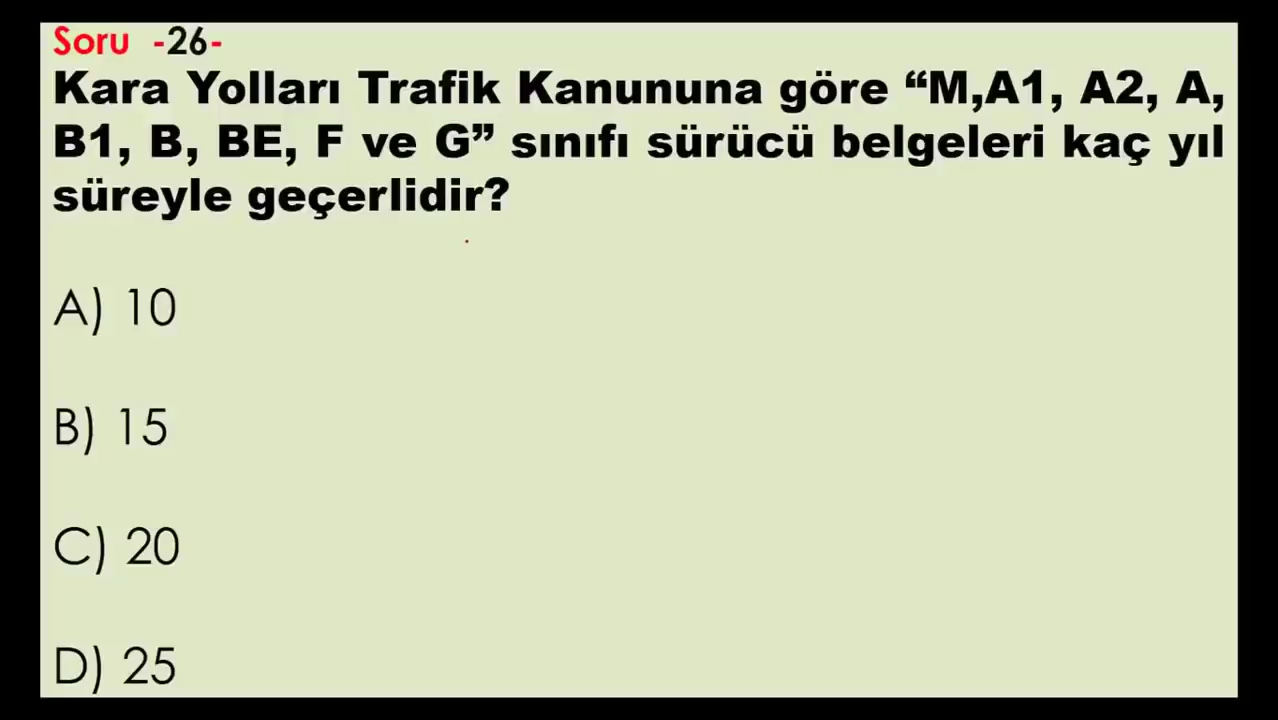 Soru -26-
Kara Yolları Trafik Kanununa göre “M,A1, A2, A,
B1, B, BE, F ve G” sınıfı sürücü belgeleri kaç yıl
süreyle geçerlidir?
A) 10
B) 15
C) 20
D) 25